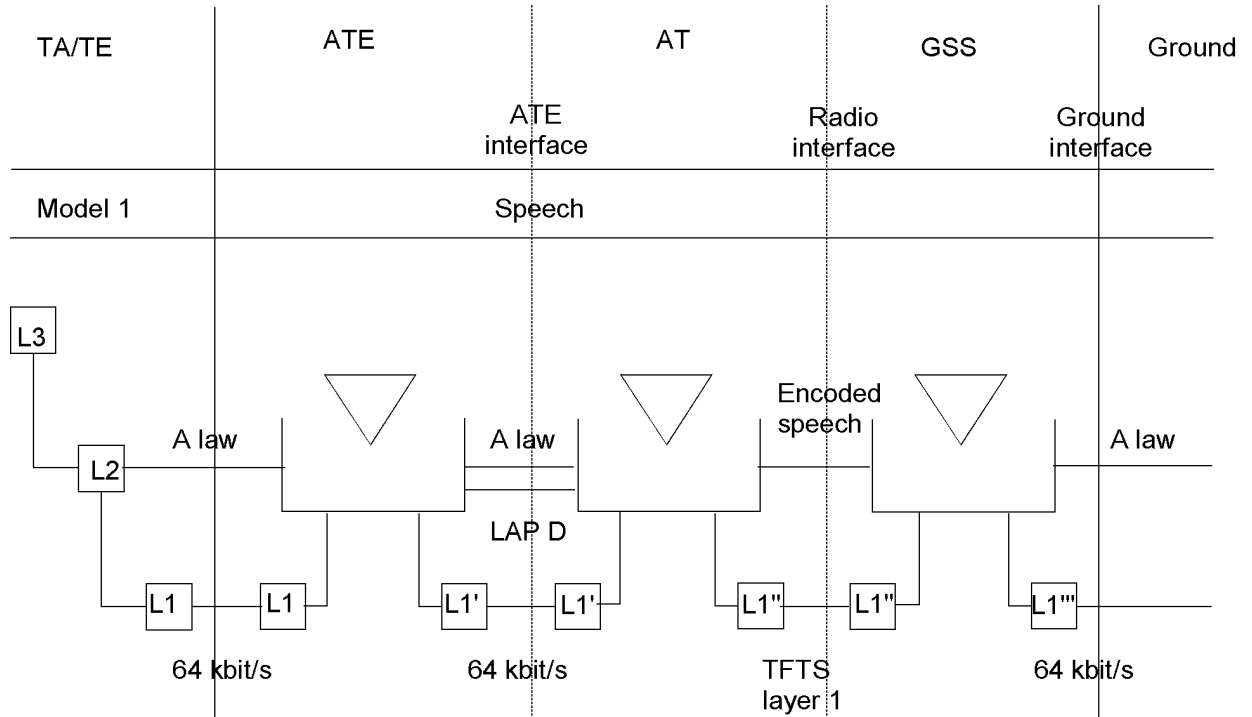 TA/TE
ATE
AT
GSS
Ground
ATE
interface
Radio
interface
Ground
interface
Model 1
Speech
L3
L2
A law
A law
Encoded
speech
A law
LAP D
L1
L1
L1'
L1'
L1"
L1"
L1'"
64 kbit/s
64 kbit/s
TFTS
layer 1
64 kbit/s